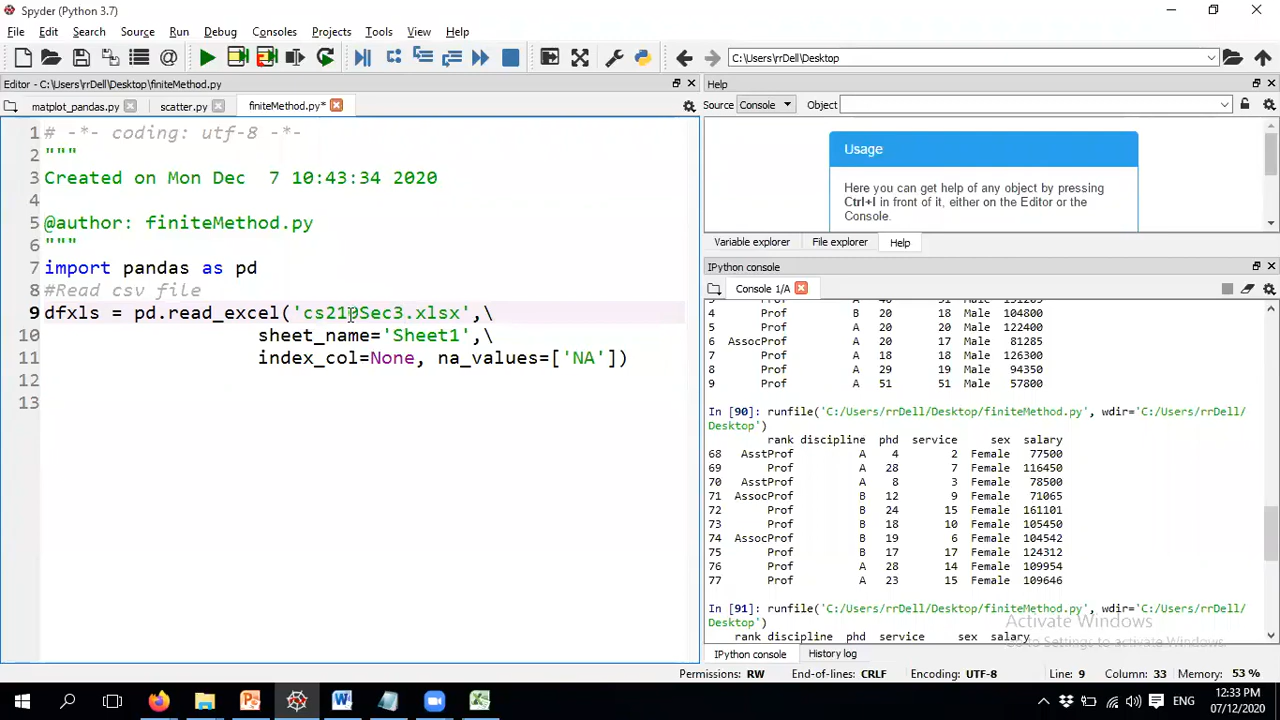 Spyder (Python 3.7)
File Edit Search Source Run Debug Consoles Projects Tools View Help
C:\Users\rrDell\Desktop
Editor - C:\Users\rrDell\Desktop\finiteMethod.py
matplot_pandas.py scatter.py finiteMethod.py*
1 # -*- coding: utf-8 -*-
2 """
3 Created on Mon Dec  7 10:43:34 2020
4
5 @author: finiteMethod.py
6 """
7 import pandas as pd
8 #Read csv file
9 dfxls = pd.read_excel('cs210Sec3.xlsx',\
10 sheet_name='Sheet1',\
11 index_col=None, na_values=['NA'])
12
13
Help
Source Console Object
Usage
Here you can get help of any object by pressing
Ctrl+I in front of it, either on the Editor or the
Console.
Variable explorer File explorer Help
IPython console
Console 1/A
4 Prof B 20 18 Male 104800
5 Prof A 20 20 Male 122400
6 AssocProf A 20 17 Male 81285
7 Prof A 18 18 Male 126300
8 Prof A 29 19 Male 94350
9 Prof A 51 51 Male 57800
In [90]: runfile('C:/Users/rrDell/Desktop/finiteMethod.py', wdir='C:/Users/rrDell/
Desktop')
rank discipline phd service sex salary
68 AsstProf A 4 2 Female 77500
69 Prof A 28 7 Female 116450
70 AsstProf A 8 3 Female 78500
71 AssocProf B 12 9 Female 71065
72 Prof B 24 15 Female 161101
73 Prof B 18 10 Female 105450
74 AssocProf B 19 6 Female 104542
75 Prof B 17 17 Female 124312
76 Prof A 28 14 Female 109954
77 Prof A 23 15 Female 109646
In [91]: runfile('C:/Users/rrDell/Desktop/finiteMethod.py', wdir='C:/Users/rrDell/
Desktop')
rank discipline phd service sex salary
Activate Windows
Go to Settings to activate Windows.
IPython console History log
Permissions: RW End-of-lines: CRLF Encoding: UTF-8 Line: 9 Column: 33 Memory: 53 %
ENG
12:33 PM
07/12/2020